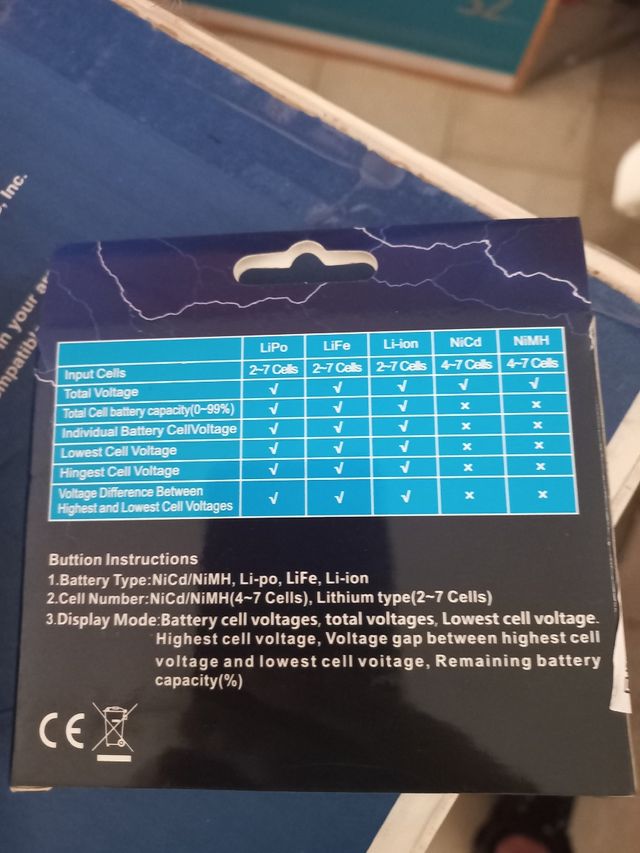 , Inc.
in your
LiPo LiFe Li-ion NiCd NiMH
Input Cells 2~7 Cells 2~7 Cells 2~7 Cells 4~7 Cells 4~7 Cells
Total Voltage √ √ √ √ √
Total Cell battery capacity(0~99%) √ √ √ × ×
Individual Battery CellVoltage √ √ √ × ×
Lowest Cell Voltage √ √ √ × ×
Hingest Cell Voltage √ √ √ × ×
Voltage Difference Between
Highest and Lowest Cell Voltages √ √ √ × ×
Buttion Instructions
1.Battery Type:NiCd/NiMH, Li-po, LiFe, Li-ion
2.Cell Number:NiCd/NiMH(4~7 Cells), Lithium type(2~7 Cells)
3.Display Mode:Battery cell voltages, total voltages, Lowest cell voltage.
Highest cell voltage, Voltage gap between highest cell
voltage and lowest cell voitage, Remaining battery
capacity(%)
CE